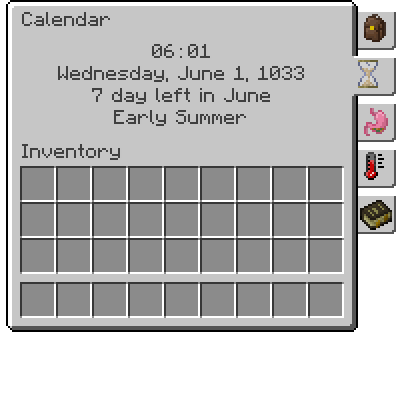 Calendar
06:01
Wednesday, June 1, 1033
7 day left in June
Early Summer
Inventory